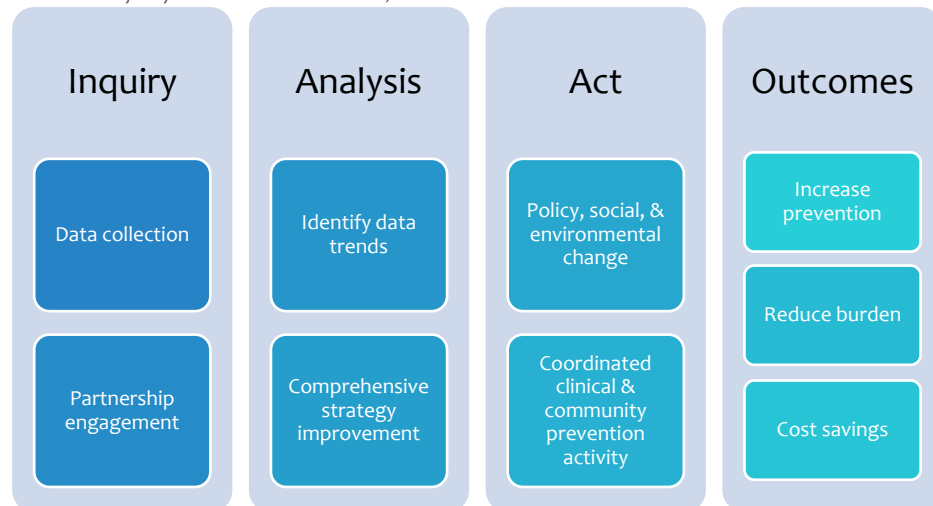 Inquiry
Data collection
Partnership
engagement
Analysis
Identify data
trends
Comprehensive
strategy
improvement
Act
Policy, social, &
environmental
change
Coordinated
clinical &
community
prevention
activity
Outcomes
Increase
prevention
Reduce burden
Cost savings